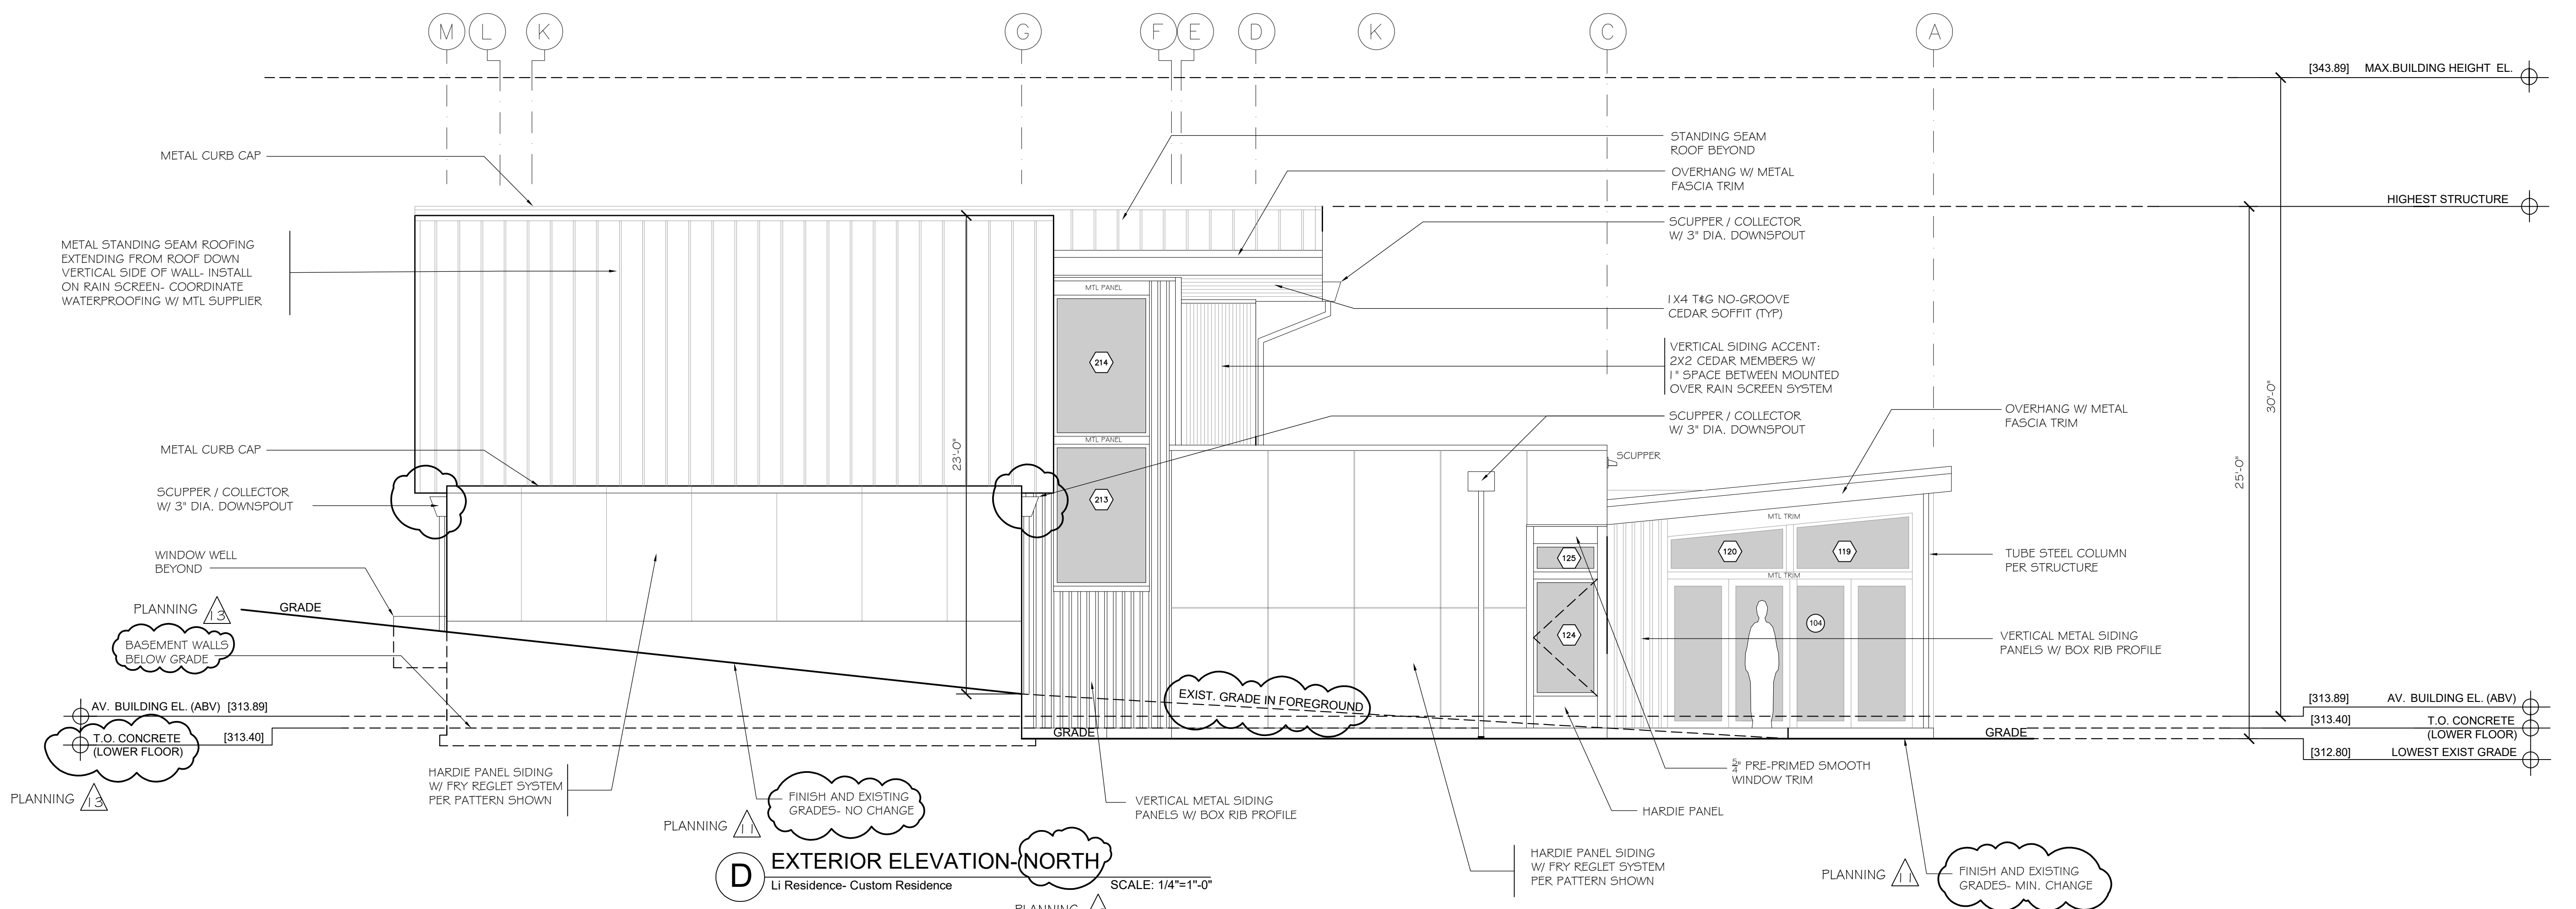 M
L
K
G
F
E
D
K
C
A
[343.89] MAX.BUILDING HEIGHT EL.
HIGHEST STRUCTURE
METAL CURB CAP
METAL STANDING SEAM ROOFING
EXTENDING FROM ROOF DOWN
VERTICAL SIDE OF WALL- INSTALL
ON RAIN SCREEN- COORDINATE
WATERPROOFING W/ MTL SUPPLIER
METAL CURB CAP
SCUPPER / COLLECTOR
W/ 3" DIA. DOWNSPOUT
WINDOW WELL
BEYOND
PLANNING 13
GRADE
BASEMENT WALLS
BELOW GRADE
AV. BUILDING EL. (ABV) [313.89]
T.O. CONCRETE [313.40]
(LOWER FLOOR)
PLANNING 13
STANDING SEAM
ROOF BEYOND
OVERHANG W/ METAL
FASCIA TRIM
SCUPPER / COLLECTOR
W/ 3" DIA. DOWNSPOUT
1X4 T&G NO-GROOVE
CEDAR SOFFIT (TYP)
VERTICAL SIDING ACCENT:
2X2 CEDAR MEMBERS W/
1" SPACE BETWEEN MOUNTED
OVER RAIN SCREEN SYSTEM
SCUPPER / COLLECTOR
W/ 3" DIA. DOWNSPOUT
SCUPPER
OVERHANG W/ METAL
FASCIA TRIM
TUBE STEEL COLUMN
PER STRUCTURE
VERTICAL METAL SIDING
PANELS W/ BOX RIB PROFILE
MTL PANEL
214
MTL PANEL
213
23'-0"
125
124
MTL TRIM
120
119
MTL TRIM
104
30'-0"
25'-0"
EXIST. GRADE IN FOREGROUND
GRADE
GRADE
[313.89] AV. BUILDING EL. (ABV)
[313.40] T.O. CONCRETE
(LOWER FLOOR)
[312.80] LOWEST EXIST GRADE
HARDIE PANEL SIDING
W/ FRY REGLET SYSTEM
PER PATTERN SHOWN
PLANNING 11
FINISH AND EXISTING
GRADES- NO CHANGE
VERTICAL METAL SIDING
PANELS W/ BOX RIB PROFILE
5/4" PRE-PRIMED SMOOTH
WINDOW TRIM
HARDIE PANEL
HARDIE PANEL SIDING
W/ FRY REGLET SYSTEM
PER PATTERN SHOWN
PLANNING 11
FINISH AND EXISTING
GRADES- MIN. CHANGE
D
EXTERIOR ELEVATION-NORTH
Li Residence- Custom Residence
SCALE: 1/4"=1"-0"
PLANNING